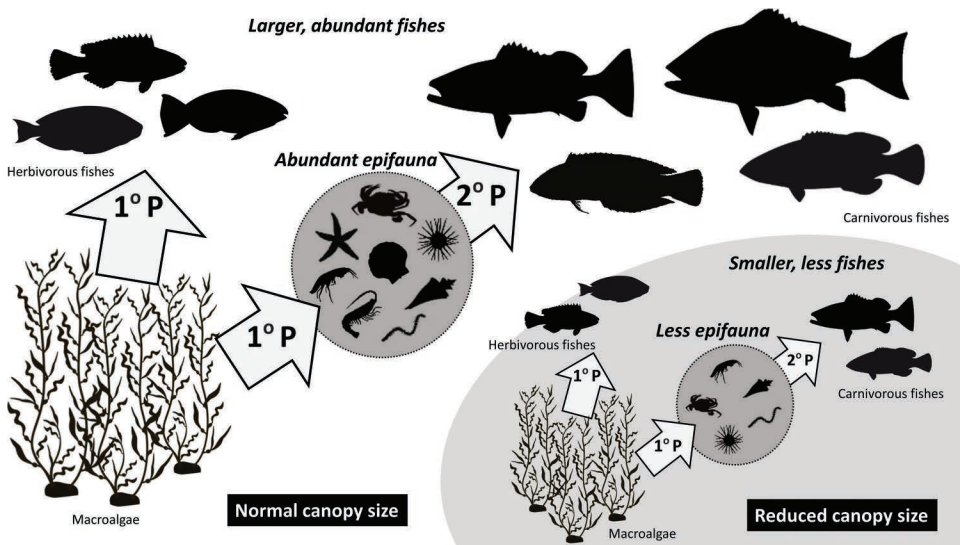 Larger, abundant fishes
Herbivorous fishes
Abundant epifauna
1° P
2° P
Carnivorous fishes
1° P
Macroalgae
Normal canopy size
Smaller, less fishes
Herbivorous fishes
Less epifauna
1° P
2° P
Carnivorous fishes
1° P
Macroalgae
Reduced canopy size